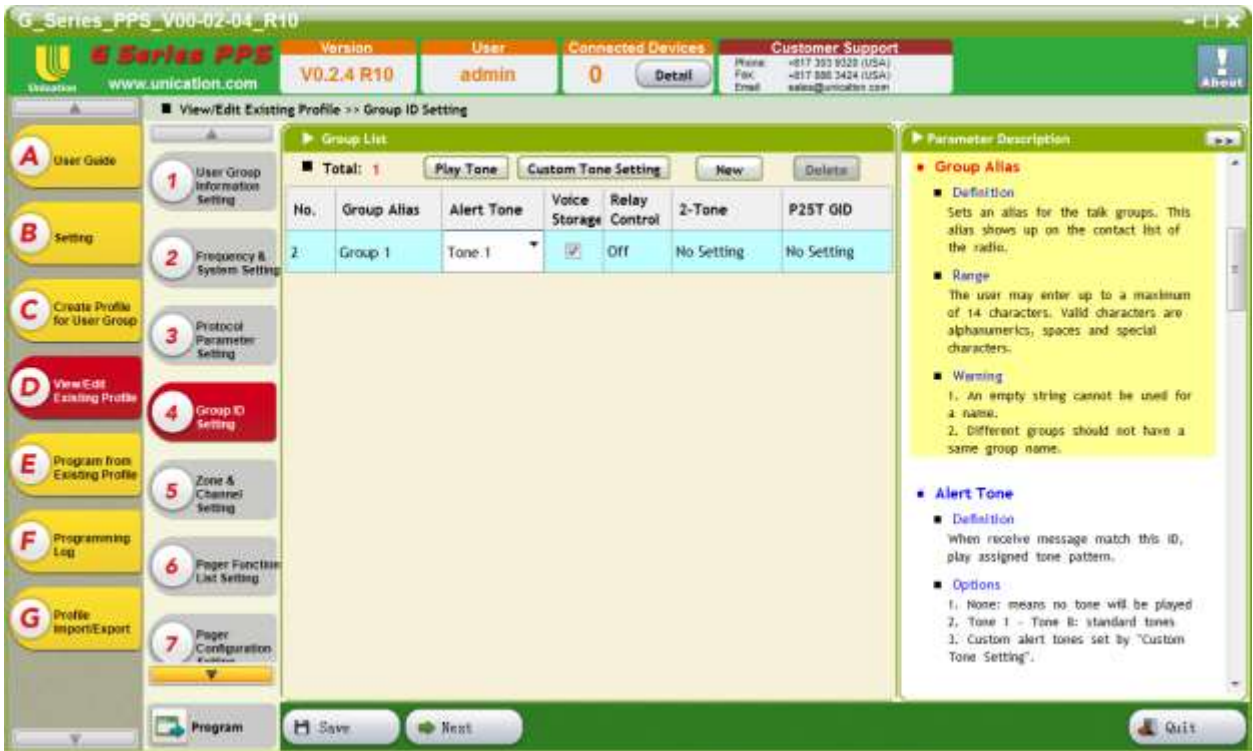 G_Series_PPS_V00-02-04_R10
Unication
G Series PPS
www.unication.com
Version
V0.2.4 R10
User
admin
Connected Devices
0
Detail
Customer Support
Phone:
Fax:
Email:
sales@unication.com
About
View/Edit Existing Profile >> Group ID Setting
A
User Guide
B
Setting
C
Create Profile
for User Group
D
View/Edit
Existing Profile
E
Program from
Existing Profile
F
Programming
Log
G
Profile
Import/Export
1
User Group
Information
Setting
2
Frequency &
System Setting
3
Protocol
Parameter
Setting
4
Group ID
Setting
5
Zone &
Channel
Setting
6
Pager Function
List Setting
7
Pager
Configuration
Program
Group List
Total: 1
Play Tone
Custom Tone Setting
New
Delete
No.
Group Alias
Alert Tone
Voice
Storage
Relay
Control
2-Tone
P25T GID
2
Group 1
Tone 1
Off
No Setting
No Setting
Save
Next
Parameter Description
Group Alias
Definition
Sets an alias for the talk groups. This
alias shows up on the contact list of
the radio.
Range
The user may enter up to a maximum
of 14 characters. Valid characters are
alphanumerics, spaces and special
characters.
Warning
1. An empty string cannot be used for
a name.
2. Different groups should not have a
same group name.
Alert Tone
Definition
When receive message match this ID,
play assigned tone pattern.
Options
1. None: means no tone will be played
2. Tone 1 - Tone 8: standard tones
3. Custom alert tones set by "Custom
Tone Setting".
Quit